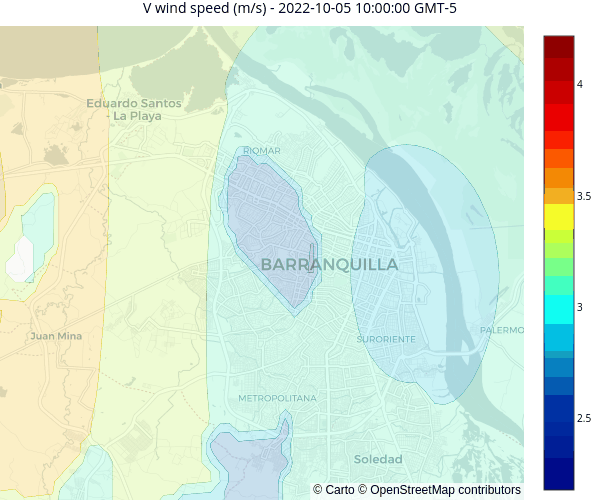 V wind speed (m/s) - 2022-10-05 10:00:00 GMT-5
4
Eduardo Santos
La Playa
RIOMAR
3.5
BARRANQUILLA
3
Juan Mina
SURORIENTE
PALERMO
METROPOLITANA
2.5
Soledad
© Carto © OpenStreetMap contributors